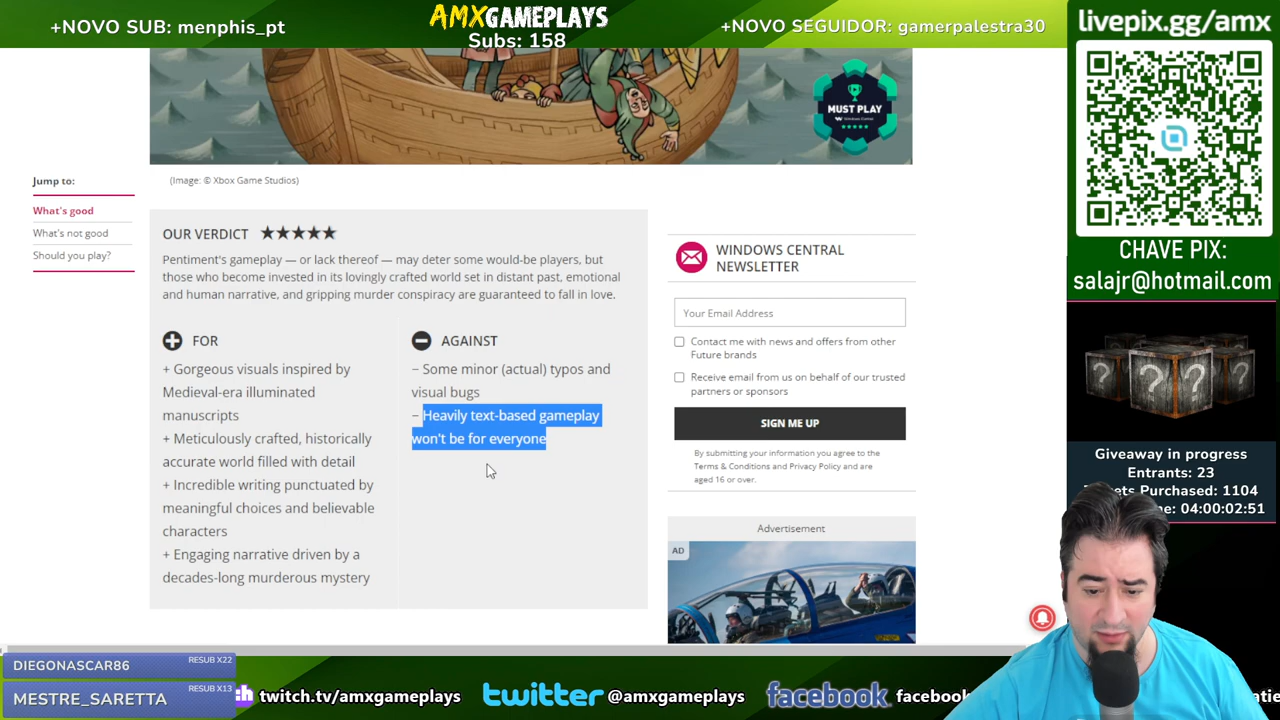 +NOVO SUB: menphis_pt
AMXGAMEPLAYS
Subs: 158
+NOVO SEGUIDOR: gamerpalestra30
livepix.gg/amx
MUST PLAY
Windows Central
(Image: © Xbox Game Studios)
Jump to:
What's good
What's not good
Should you play?
OUR VERDICT ★★★★★
Pentiment's gameplay — or lack thereof — may deter some would-be players, but
those who become invested in its lovingly crafted world set in distant past, emotional
and human narrative, and gripping murder conspiracy are guaranteed to fall in love.
FOR
+ Gorgeous visuals inspired by
Medieval-era illuminated
manuscripts
+ Meticulously crafted, historically
accurate world filled with detail
+ Incredible writing punctuated by
meaningful choices and believable
characters
+ Engaging narrative driven by a
decades-long murderous mystery
AGAINST
− Some minor (actual) typos and
visual bugs
− Heavily text-based gameplay
won't be for everyone
WINDOWS CENTRAL
NEWSLETTER
Your Email Address
Contact me with news and offers from other
Future brands
Receive email from us on behalf of our trusted
partners or sponsors
SIGN ME UP
By submitting your information you agree to the
Terms & Conditions and Privacy Policy and are
aged 16 or over.
Advertisement
AD
CHAVE PIX:
salajr@hotmail.com
? ? ?
Giveaway in progress
Entrants: 23
ets Purchased: 1104
me: 04:00:02:51
DIEGONASCAR86
RESUB X22
MESTRE_SARETTA
RESUB X13
twitch.tv/amxgameplays
twitter @amxgameplays
facebook facebook